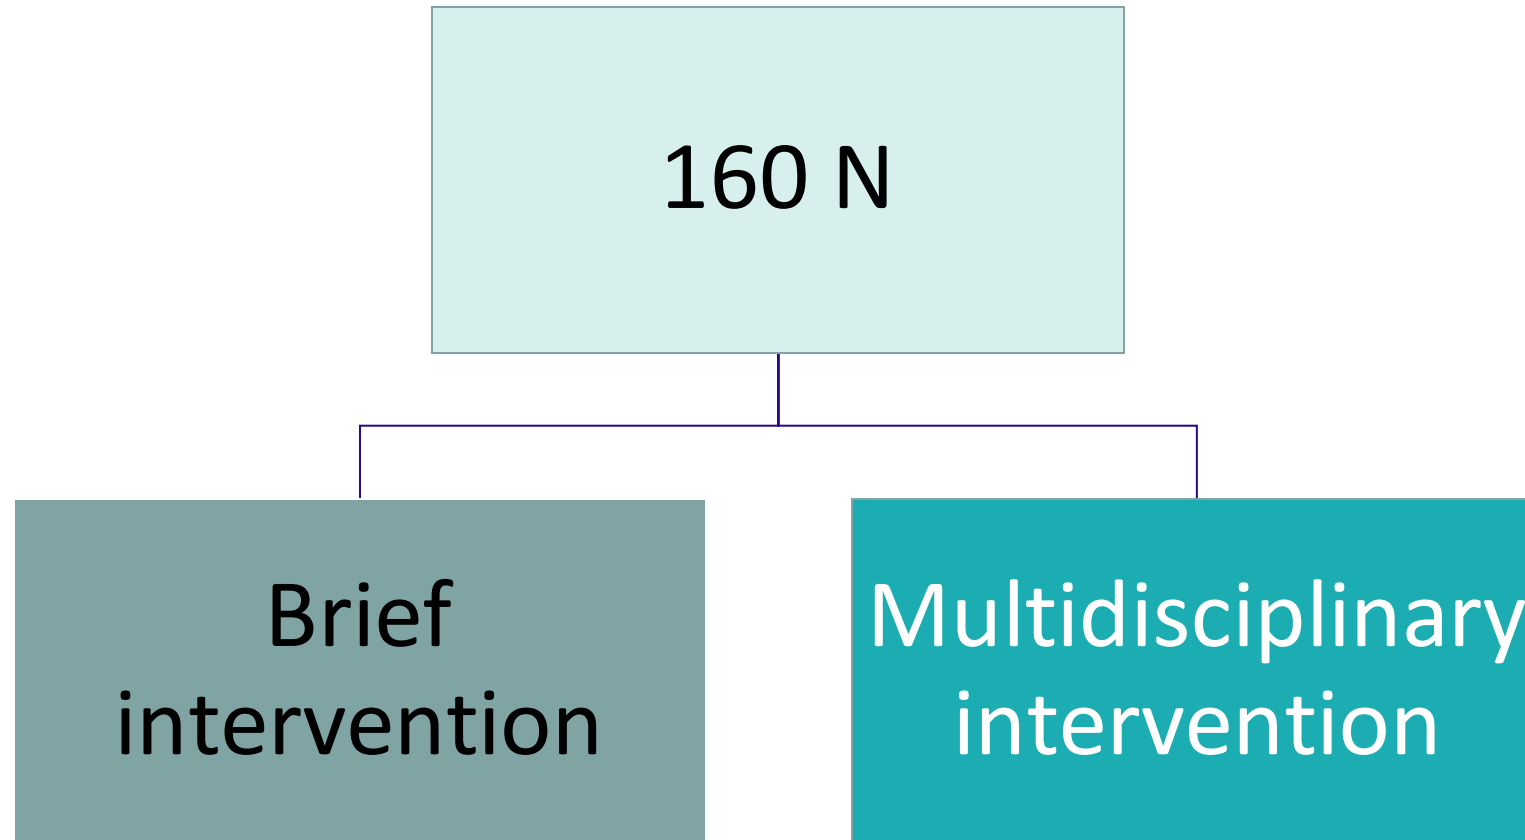 160 N
Brief
intervention
Multidisciplinary
intervention